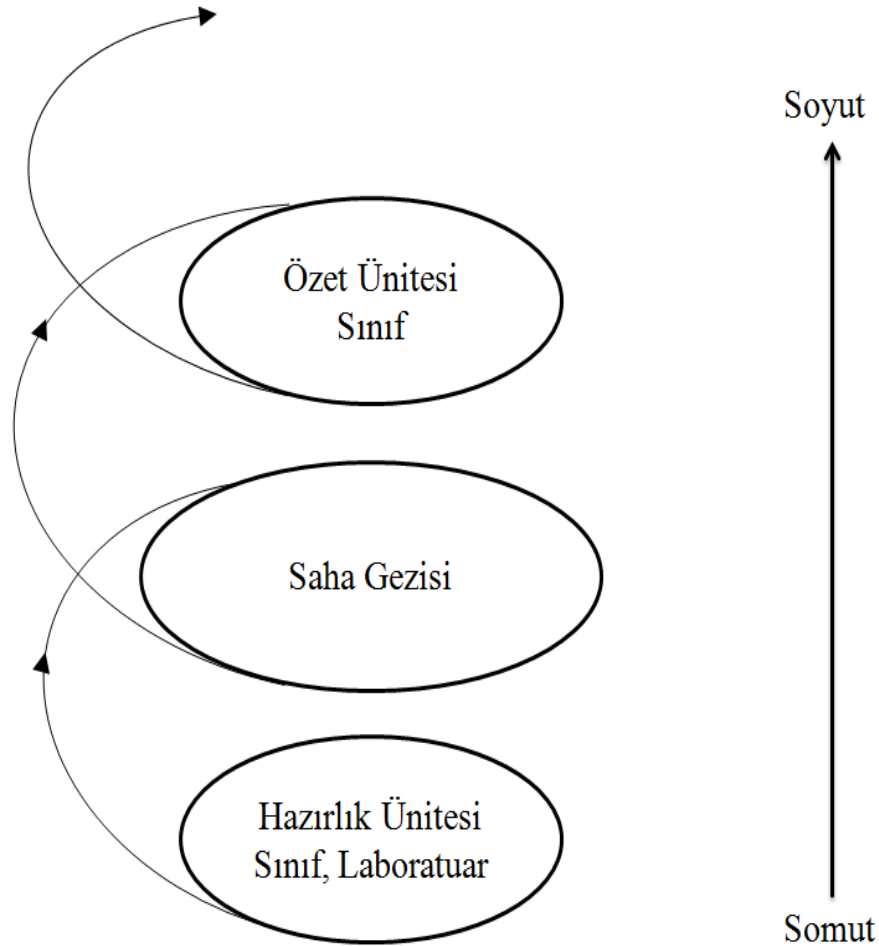 Soyut
Özet Ünitesi
Sınıf
Saha Gezisi
Hazırlık Ünitesi
Sınıf, Laboratuar
Somut